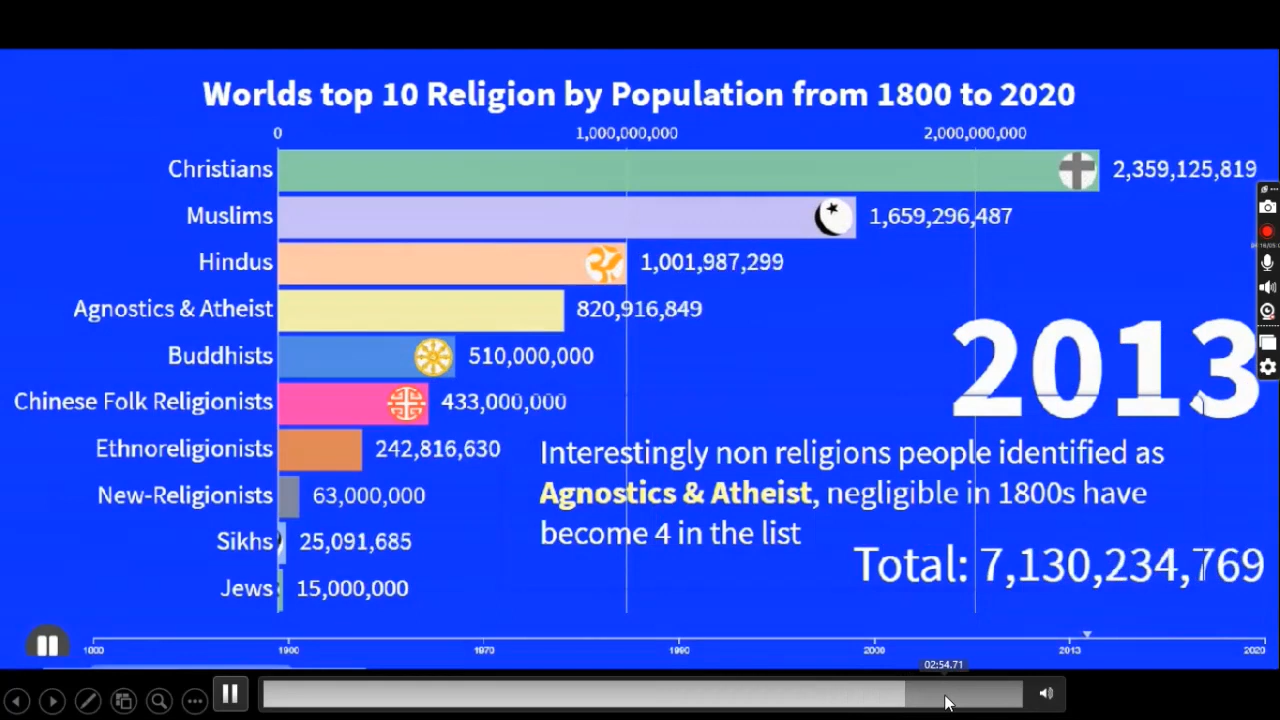 Worlds top 10 Religion by Population from 1800 to 2020
0 1,000,000,000 2,000,000,000
Christians 2,359,125,819
Muslims 1,659,296,487
Hindus 1,001,987,299
Agnostics & Atheist 820,916,849
Buddhists 510,000,000
Chinese Folk Religionists 433,000,000
Ethnoreligionists 242,816,630
New-Religionists 63,000,000
Sikhs 25,091,685
Jews 15,000,000
2013
Interestingly non religions people identified as
Agnostics & Atheist, negligible in 1800s have
become 4 in the list
Total: 7,130,234,769
1900 1970 1990 2000 2013 2020
02:54.71